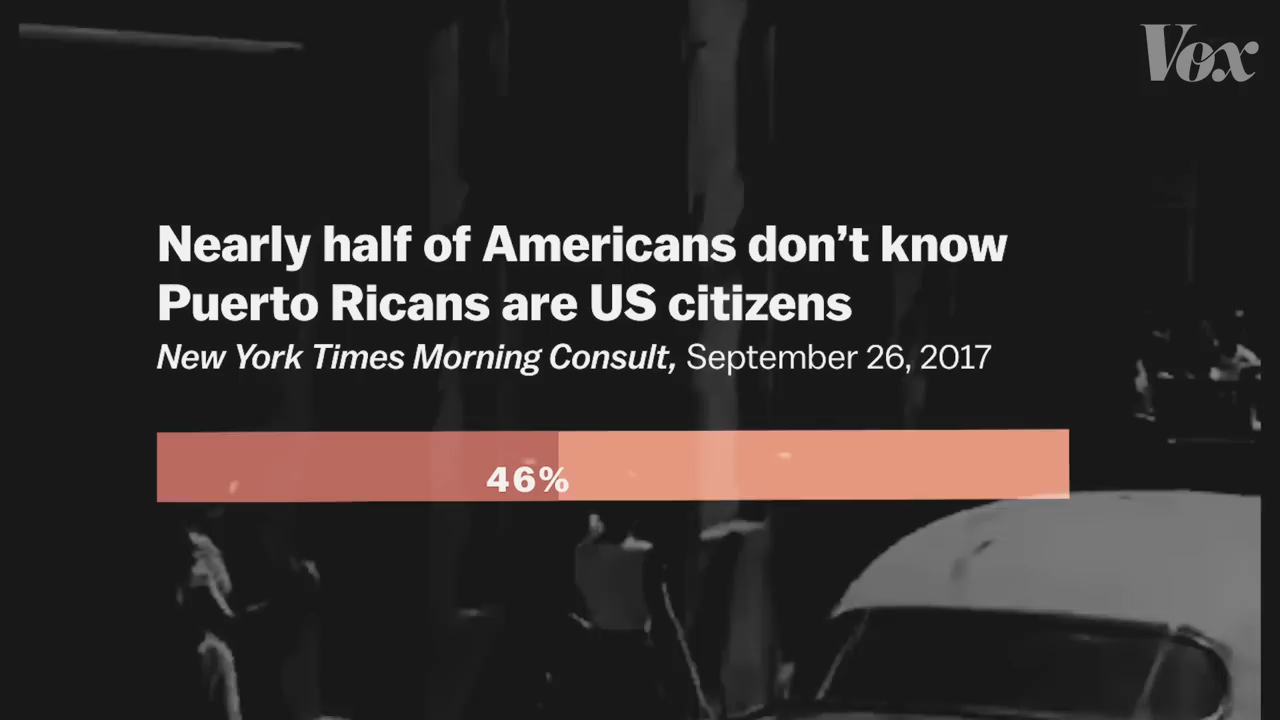 Vox
Nearly half of Americans don’t know
Puerto Ricans are US citizens
New York Times Morning Consult, September 26, 2017
46%